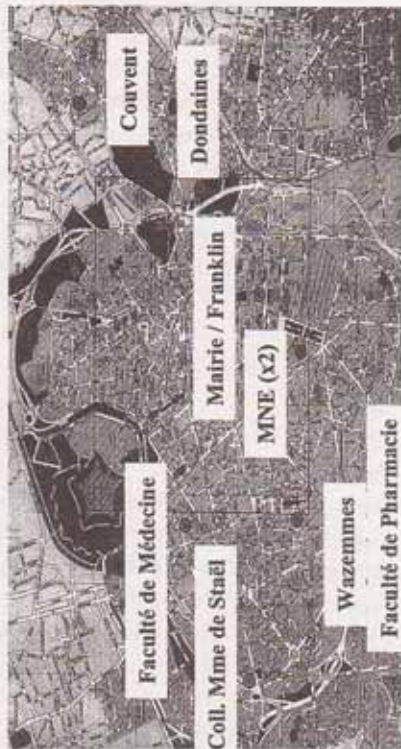 Couvent
Faculté de Médecine
Dondaines
Mairie / Franklin
Coll. Mme de Staël
MNE (x2)
Wazemmes
Faculté de Pharmacie